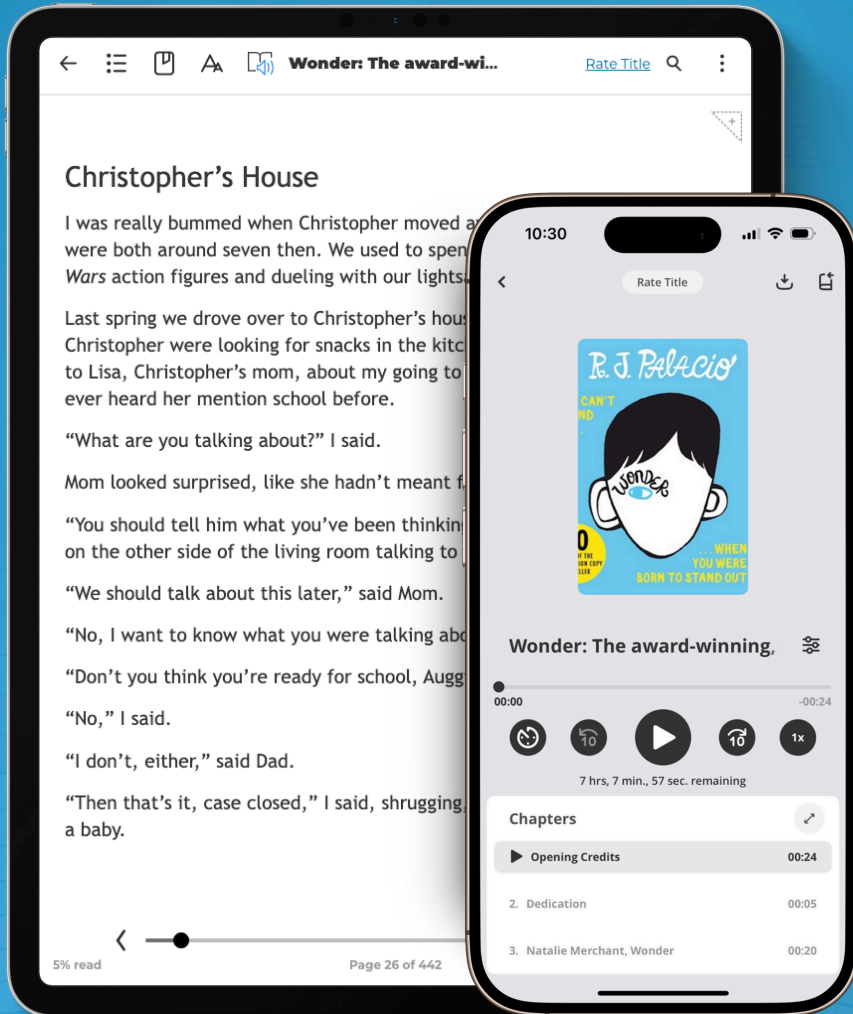 Wonder: The award-wi...
Rate Title
Christopher's House
I was really bummed when Christopher moved
were both around seven then. We used to
Wars action figures and dueling with our
Last spring we drove over to Christopher's
Christopher were looking for snacks in the
to Lisa, Christopher's mom, about my going to
ever heard her mention school before.
“What are you talking about?” I said.
Mom looked surprised, like she hadn't meant
“You should tell him what you've been
on the other side of the living room talking to
“We should talk about this later,” said Mom.
“No, I want to know what you were talking
“Don't you think you're ready for school,
“No,” I said.
“I don't, either,” said Dad.
“Then that's it, case closed,” I said, shrugging,
a baby.
5% read
Page 26 of 442
10:30
Rate Title
R. J. PALACIO
CAN'T
WONDER
... WHEN
YOU WERE
BORN TO STAND OUT
Wonder: The award-winning,
00:00
-00:24
10
10
1x
7 hrs, 7 min., 57 sec. remaining
Chapters
Opening Credits 00:24
2. Dedication 00:05
3. Natalie Merchant, Wonder 00:20